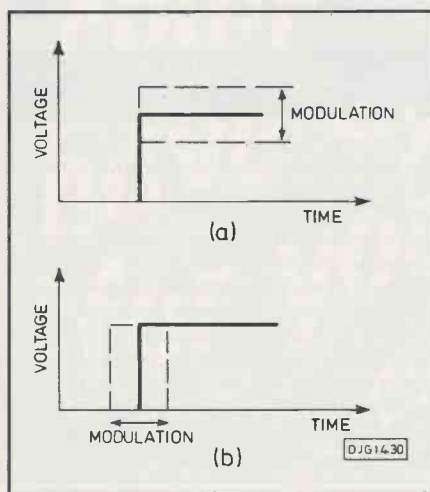 VOLTAGE
MODULATION
TIME
(a)
VOLTAGE
TIME
MODULATION
(b)
DJG1430